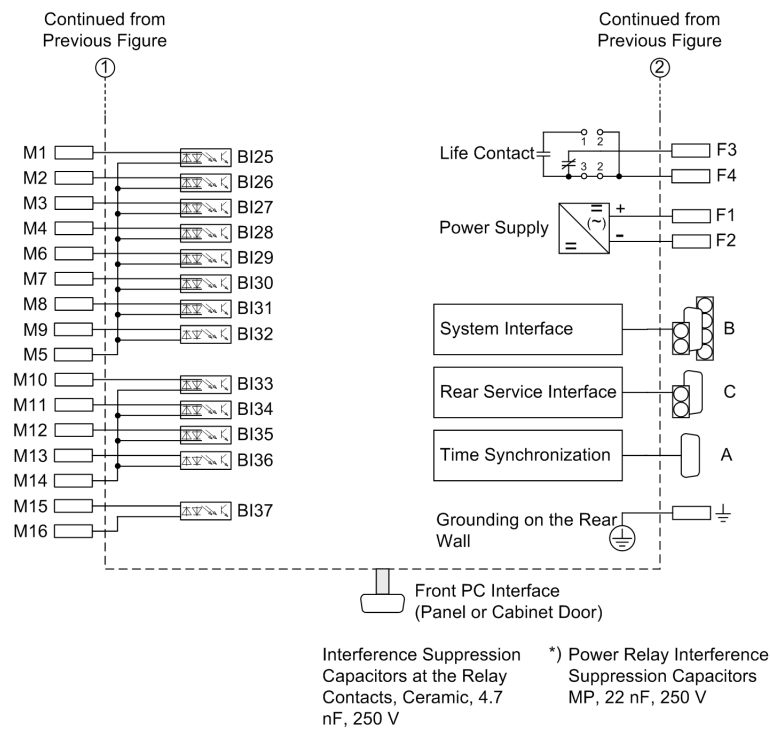 Continued from
Previous Figure
1
Continued from
Previous Figure
2
M1
BI25
M2
BI26
M3
BI27
M4
BI28
M6
BI29
M7
BI30
M8
BI31
M9
BI32
M5
M10
BI33
M11
BI34
M12
BI35
M13
BI36
M14
M15
BI37
M16
Life Contact
1 2
3 2
F3
F4
Power Supply
=
(~)
=
+
-
F1
F2
System Interface
B
Rear Service Interface
C
Time Synchronization
A
Grounding on the Rear
Wall
Front PC Interface
(Panel or Cabinet Door)
Interference Suppression
Capacitors at the Relay
Contacts, Ceramic, 4.7
nF, 250 V
*) Power Relay Interference
Suppression Capacitors
MP, 22 nF, 250 V